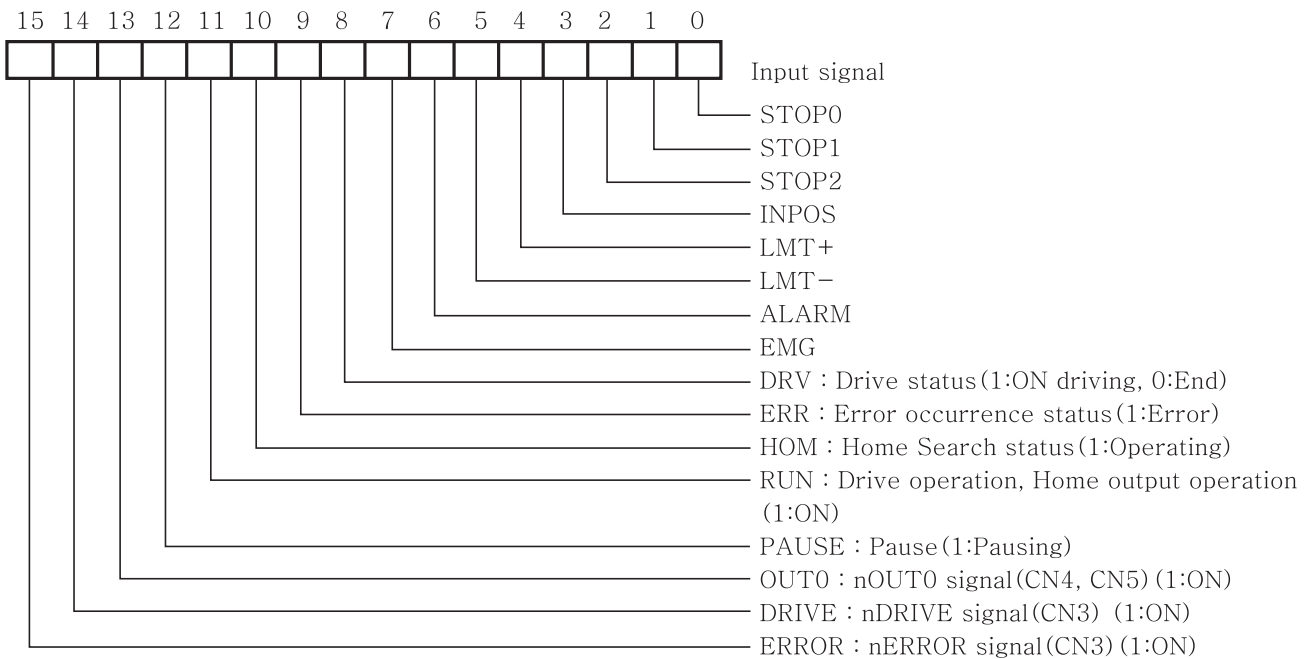 15 14 13 12 11 10 9 8 7 6 5 4 3 2 1 0
Input signal
STOP0
STOP1
STOP2
INPOS
LMT+
LMT−
ALARM
EMG
DRV : Drive status(1:ON driving, 0:End)
ERR : Error occurrence status(1:Error)
HOM : Home Search status(1:Operating)
RUN : Drive operation, Home output operation
(1:ON)
PAUSE : Pause(1:Pausing)
OUT0 : nOUT0 signal(CN4, CN5)(1:ON)
DRIVE : nDRIVE signal(CN3) (1:ON)
ERROR : nERROR signal(CN3)(1:ON)